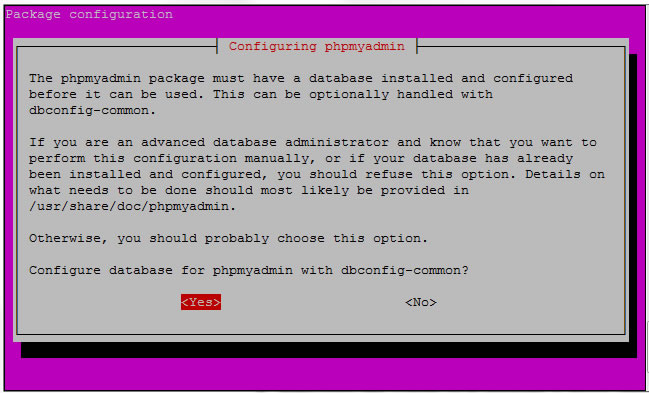 Package configuration
Configuring phpmyadmin
The phpmyadmin package must have a database installed and configured
before it can be used. This can be optionally handled with
dbconfig-common.
If you are an advanced database administrator and know that you want to
perform this configuration manually, or if your database has already
been installed and configured, you should refuse this option. Details on
what needs to be done should most likely be provided in
/usr/share/doc/phpmyadmin.
Otherwise, you should probably choose this option.
Configure database for phpmyadmin with dbconfig-common?
<Yes> <No>